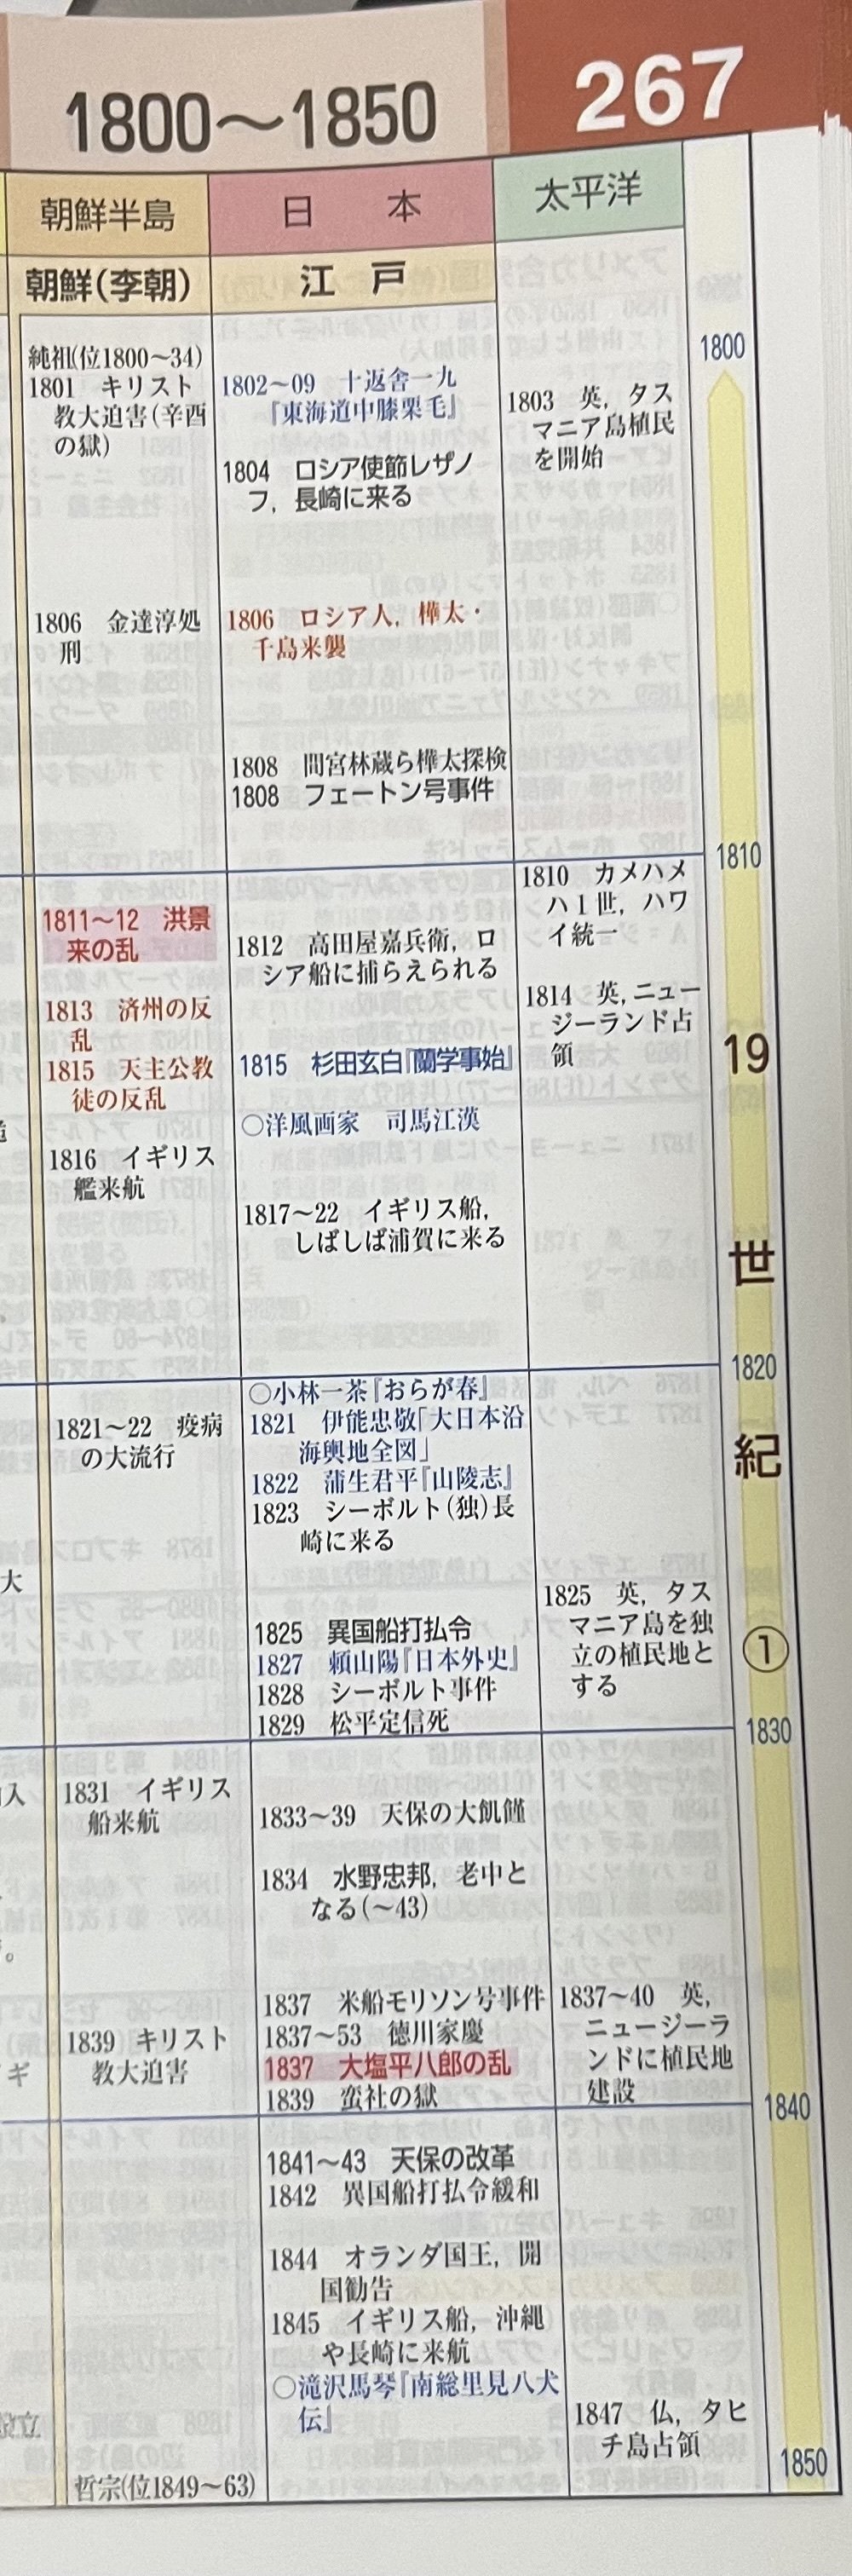 1800～1850
267
朝鮮半島
朝鮮(李朝)
純祖(位1800～34)
1801　キリスト
教大迫害(辛酉
の獄)
1806　金達淳処
刑
1811～12　洪景
来の乱
1813　済州の反
乱
1815　天主公教
徒の反乱
1816　イギリス
艦来航
1821～22　疫病
の大流行
1831　イギリス
船来航
1839　キリスト
教大迫害
哲宗(位1849～63)
日　本
江　戸
1802～09　十返舎一九
『東海道中膝栗毛』
1804　ロシア使節レザノ
フ，長崎に来る
1806　ロシア人，樺太・
千島来襲
1808　間宮林蔵ら樺太探検
1808　フェートン号事件
1812　高田屋嘉兵衛，ロ
シア船に捕らえられる
1815　杉田玄白『蘭学事始』
○洋風画家　司馬江漢
1817～22　イギリス船，
しばしば浦賀に来る
○小林一茶『おらが春』
1821　伊能忠敬「大日本沿
海輿地全図」
1822　蒲生君平『山陵志』
1823　シーボルト(独)長
崎に来る
1825　異国船打払令
1827　頼山陽『日本外史』
1828　シーボルト事件
1829　松平定信死
1833～39　天保の大飢饉
1834　水野忠邦，老中と
なる(～43)
1837　米船モリソン号事件
1837～53　徳川家慶
1837　大塩平八郎の乱
1839　蛮社の獄
1841～43　天保の改革
1842　異国船打払令緩和
1844　オランダ国王，開
国勧告
1845　イギリス船，沖縄
や長崎に来航
○滝沢馬琴『南総里見八犬
伝』
太平洋
1803　英，タス
マニア島植民
を開始
1810　カメハメ
ハ1世，ハワ
イ統一
1814　英，ニュー
ジーランド占
領
1825　英，タス
マニア島を独
立の植民地と
する
1837～40　英，
ニュージーラ
ンドに植民地
建設
1847　仏，タヒ
チ島占領
1800
1810
19
世
1820
紀
①
1830
1840
1850